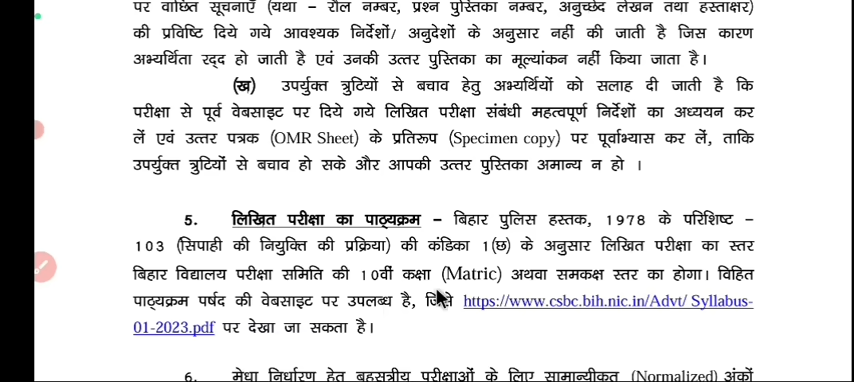 पर वांछित सूचनाएँ (यथा – रौल नम्बर, प्रश्न पुस्तिका नम्बर, अनुच्छेद लेखन तथा हस्ताक्षर)
की प्रविष्टि दिये गये आवश्यक निर्देशों/ अनुदेशों के अनुसार नहीं की जाती है जिस कारण
अभ्यर्थिता रद्द हो जाती है एवं उनकी उत्तर पुस्तिका का मूल्यांकन नहीं किया जाता है।
(ख) उपर्युक्त त्रुटियों से बचाव हेतु अभ्यर्थियों को सलाह दी जाती है कि
परीक्षा से पूर्व वेबसाइट पर दिये गये लिखित परीक्षा संबंधी महत्वपूर्ण निर्देशों का अध्ययन कर
लें एवं उत्तर पत्रक (OMR Sheet) के प्रतिरूप (Specimen copy) पर पूर्वाभ्यास कर लें, ताकि
उपर्युक्त त्रुटियों से बचाव हो सके और आपकी उत्तर पुस्तिका अमान्य न हो ।
5. लिखित परीक्षा का पाठ्यक्रम – बिहार पुलिस हस्तक, 1978 के परिशिष्ट –
103 (सिपाही की नियुक्ति की प्रक्रिया) की कंडिका 1(छ) के अनुसार लिखित परीक्षा का स्तर
बिहार विद्यालय परीक्षा समिति की 10वीं कक्षा (Matric) अथवा समकक्ष स्तर का होगा। विहित
पाठ्यक्रम पर्षद की वेबसाइट पर उपलब्ध है, जिसे https://www.csbc.bih.nic.in/Advt/ Syllabus-
01-2023.pdf पर देखा जा सकता है।
6. मेधा निर्धारण हेतु बहुस्त्रीय परीक्षाओं के लिए सामान्यीकृत (Normalized) अंकों